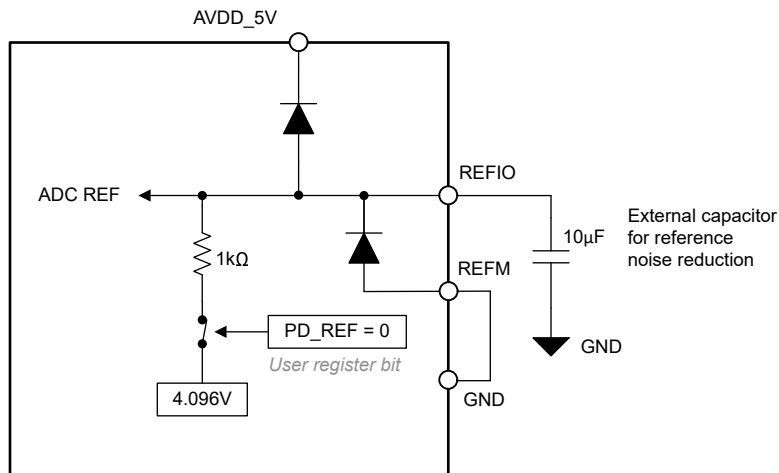 AVDD_5V
ADC REF
REFIO
1kΩ
10µF
External capacitor
for reference
noise reduction
REFM
PD_REF = 0
User register bit
GND
4.096V
GND